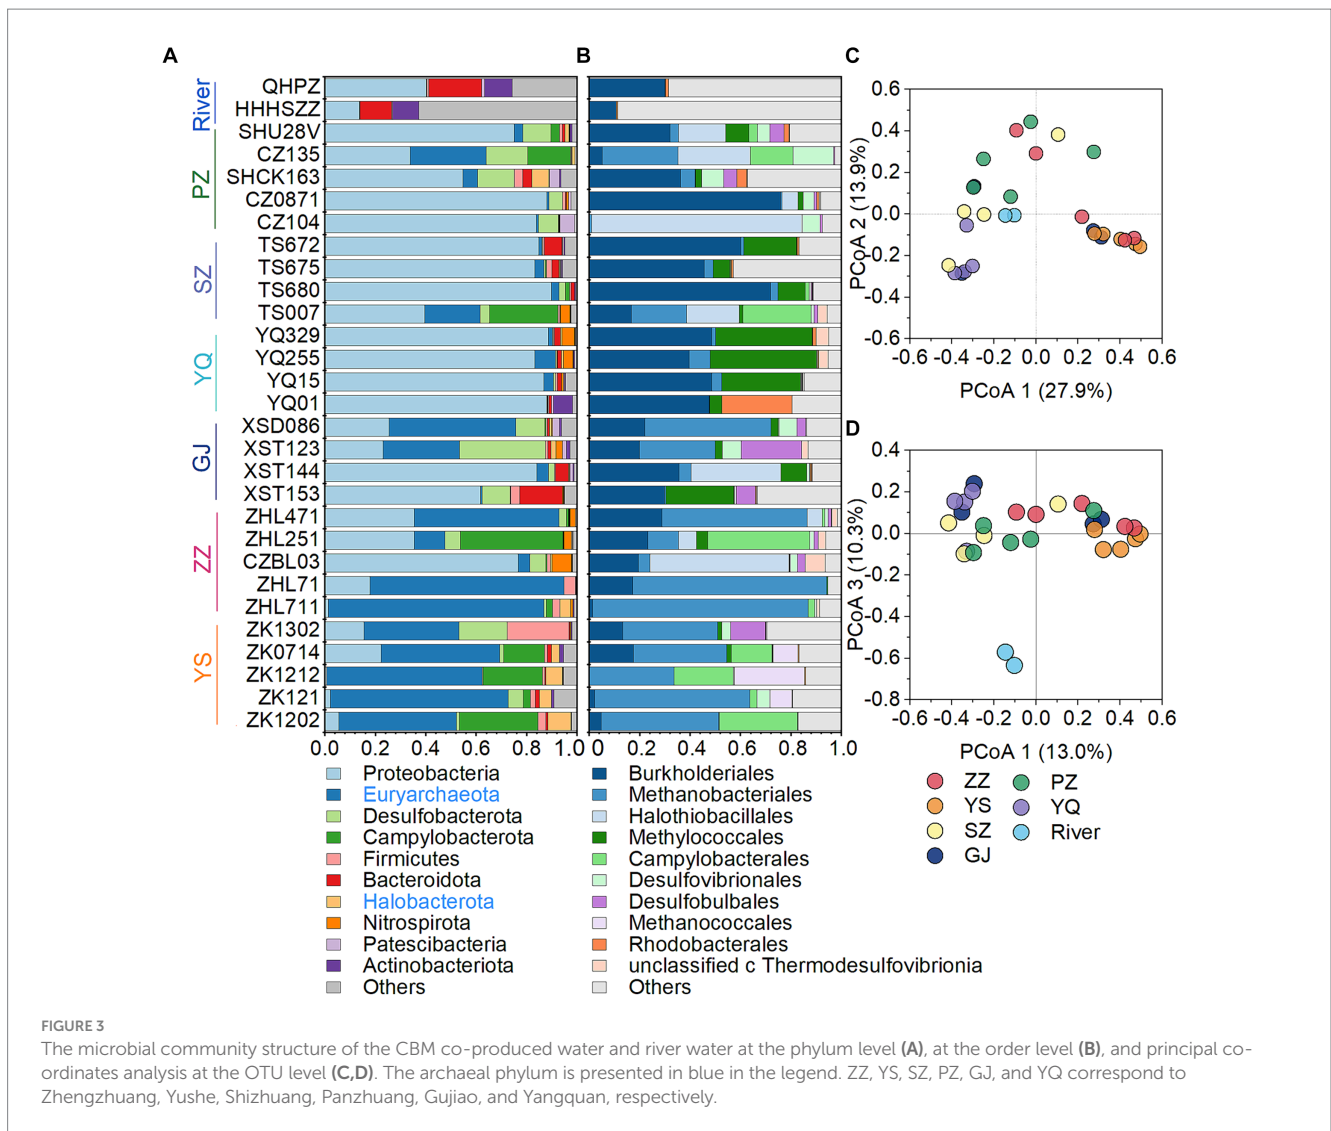 A
B
C
D
River
PZ
SZ
YQ
GJ
ZZ
YS
QHPZ
HHHSZZ
SHU28V
CZ135
SHCK163
CZ0871
CZ104
TS672
TS675
TS680
TS007
YQ329
YQ255
YQ15
YQ01
XSD086
XST123
XST144
XST153
ZHL471
ZHL251
CZBL03
ZHL71
ZHL711
ZK1302
ZK0714
ZK1212
ZK121
ZK1202
0.0 0.2 0.4 0.6 0.8 1.0
0 0.2 0.4 0.6 0.8 1.0
Proteobacteria
Euryarchaeota
Desulfobacterota
Campylobacterota
Firmicutes
Bacteroidota
Halobacterota
Nitrospirota
Patescibacteria
Actinobacteriota
Others
Burkholderiales
Methanobacteriales
Halothiobacillales
Methyloccocales
Campylobacterales
Desulfovibrionales
Desulfobulbales
Methanococcales
Rhodobacterales
unclassified c Thermodesulfovibrionia
Others
PCoA 2 (13.9%)
0.6
0.4
0.2
0.0
-0.2
-0.4
-0.6
-0.6 -0.4 -0.2 0.0 0.2 0.4 0.6
PCoA 1 (27.9%)
PCoA 3 (10.3%)
0.4
0.2
0.0
-0.2
-0.4
-0.6
-0.8
-0.6 -0.4 -0.2 0.0 0.2 0.4 0.6
PCoA 1 (13.0%)
ZZ
YS
SZ
GJ
PZ
YQ
River
FIGURE 3
The microbial community structure of the CBM co-produced water and river water at the phylum level (A), at the order level (B), and principal co-
ordinates analysis at the OTU level (C,D). The archaeal phylum is presented in blue in the legend. ZZ, YS, SZ, PZ, GJ, and YQ correspond to
Zhengzhuang, Yushe, Shizhuang, Panzhuang, Gujiao, and Yangquan, respectively.